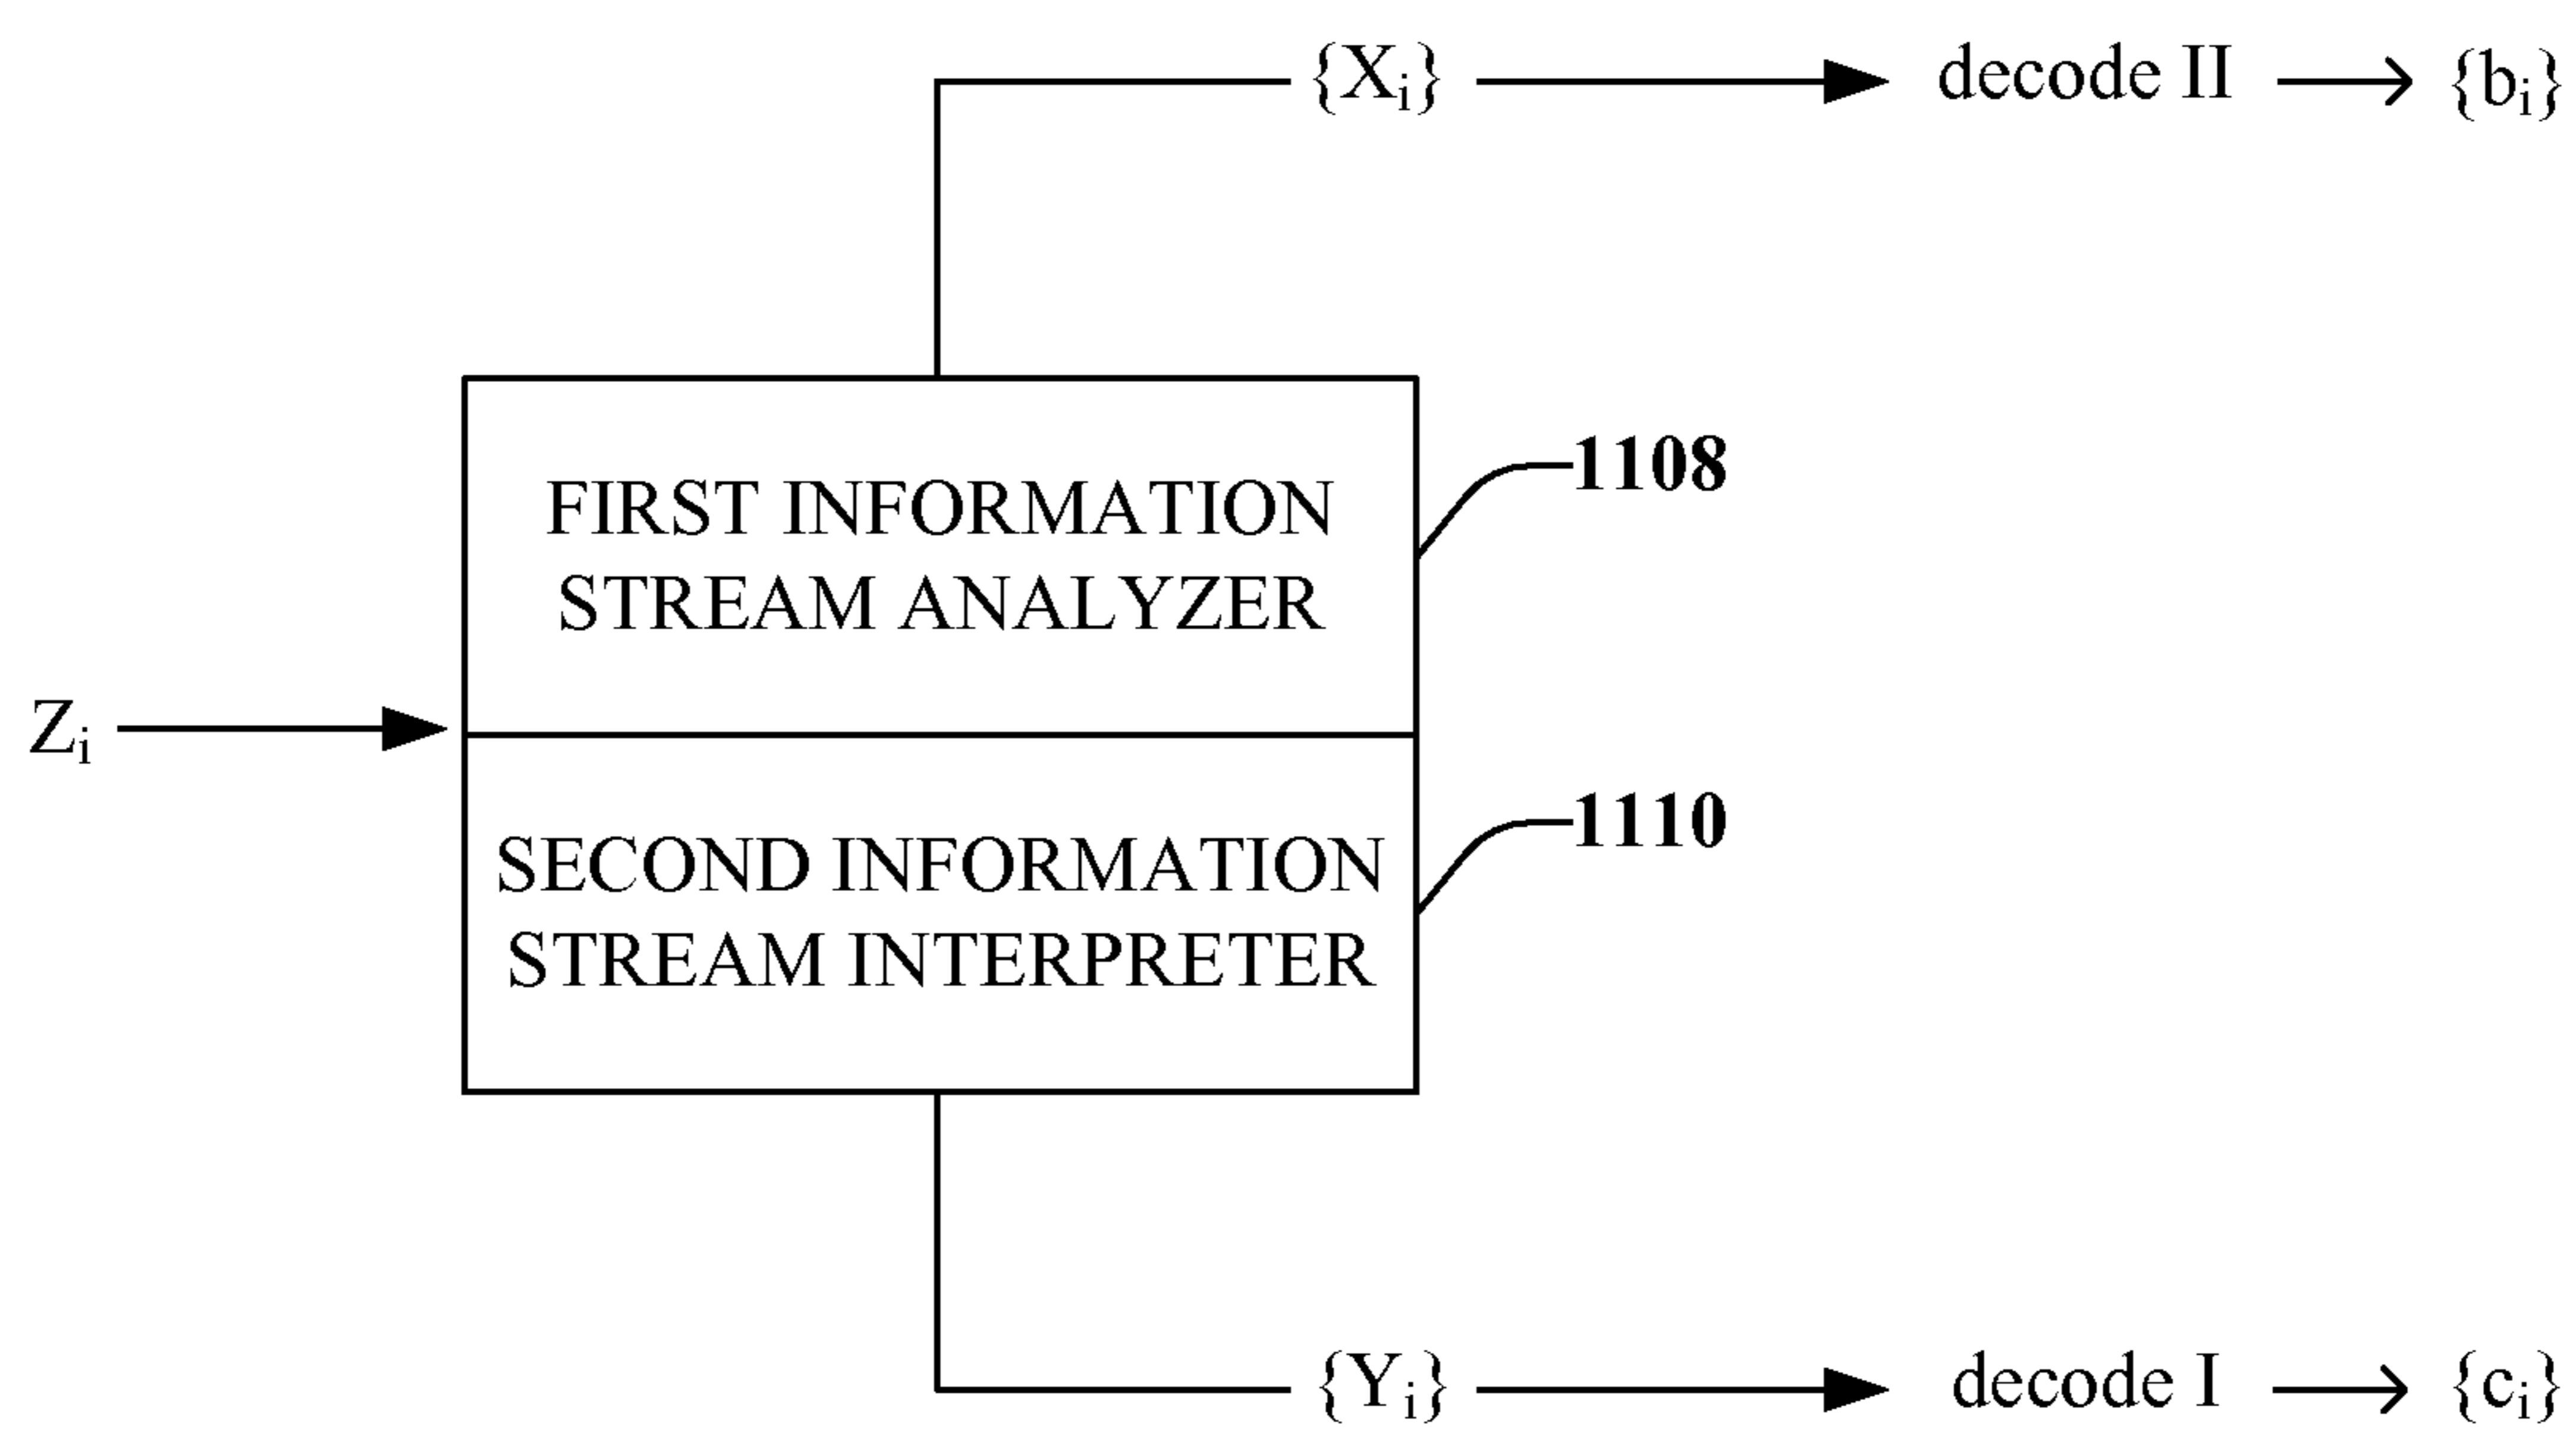 {Xi} decode II {bi}
FIRST INFORMATION
STREAM ANALYZER
1108
Zi
SECOND INFORMATION
STREAM INTERPRETER
1110
{Yi} decode I {ci}